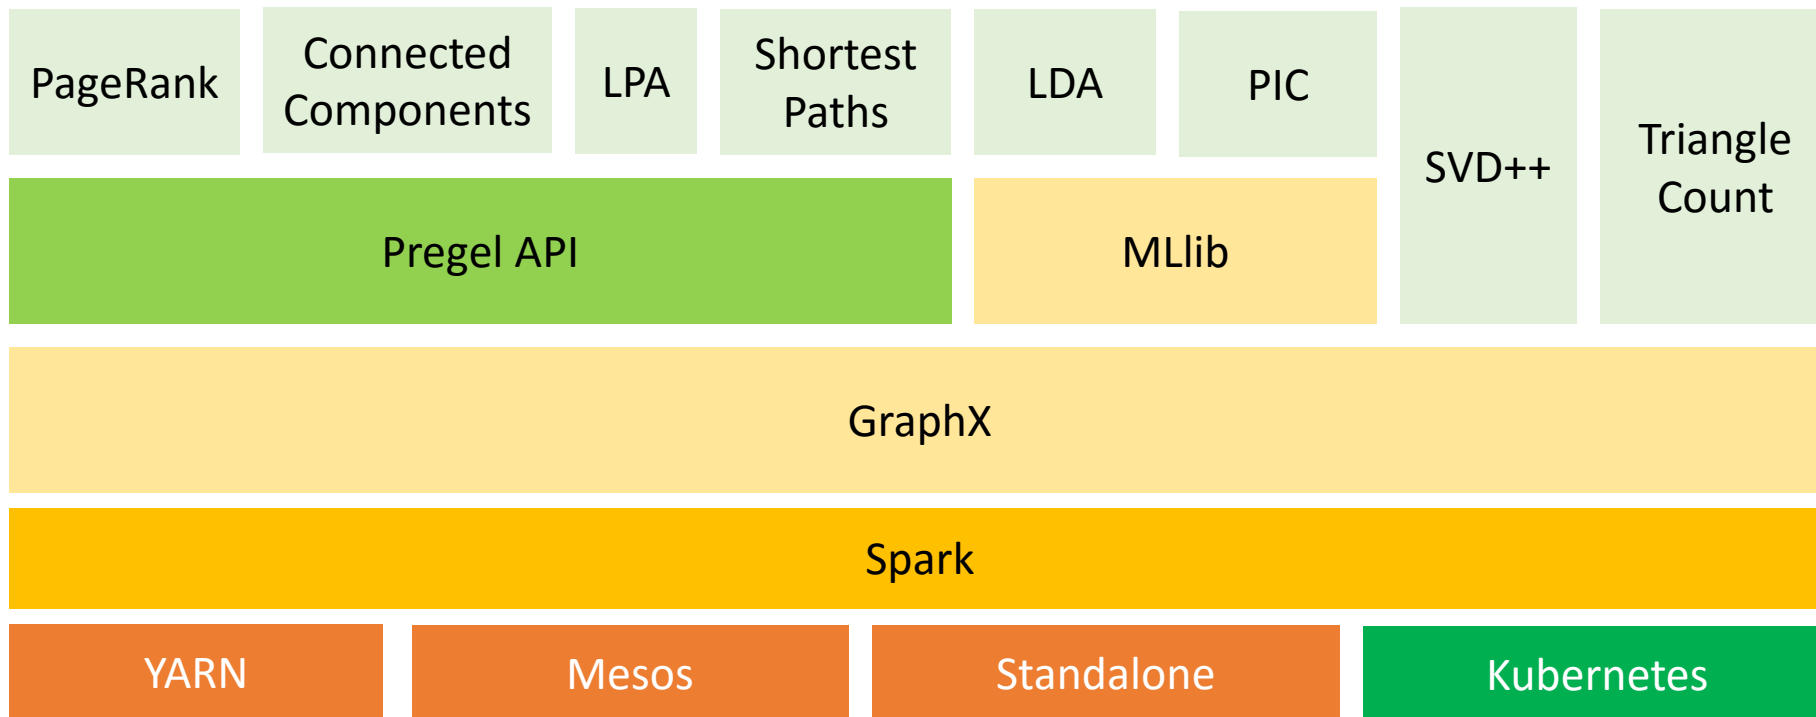 PageRank
Connected
Components
LPA
Shortest
Paths
LDA
PIC
SVD++
Triangle
Count
Pregel API
MLlib
GraphX
Spark
YARN
Mesos
Standalone
Kubernetes